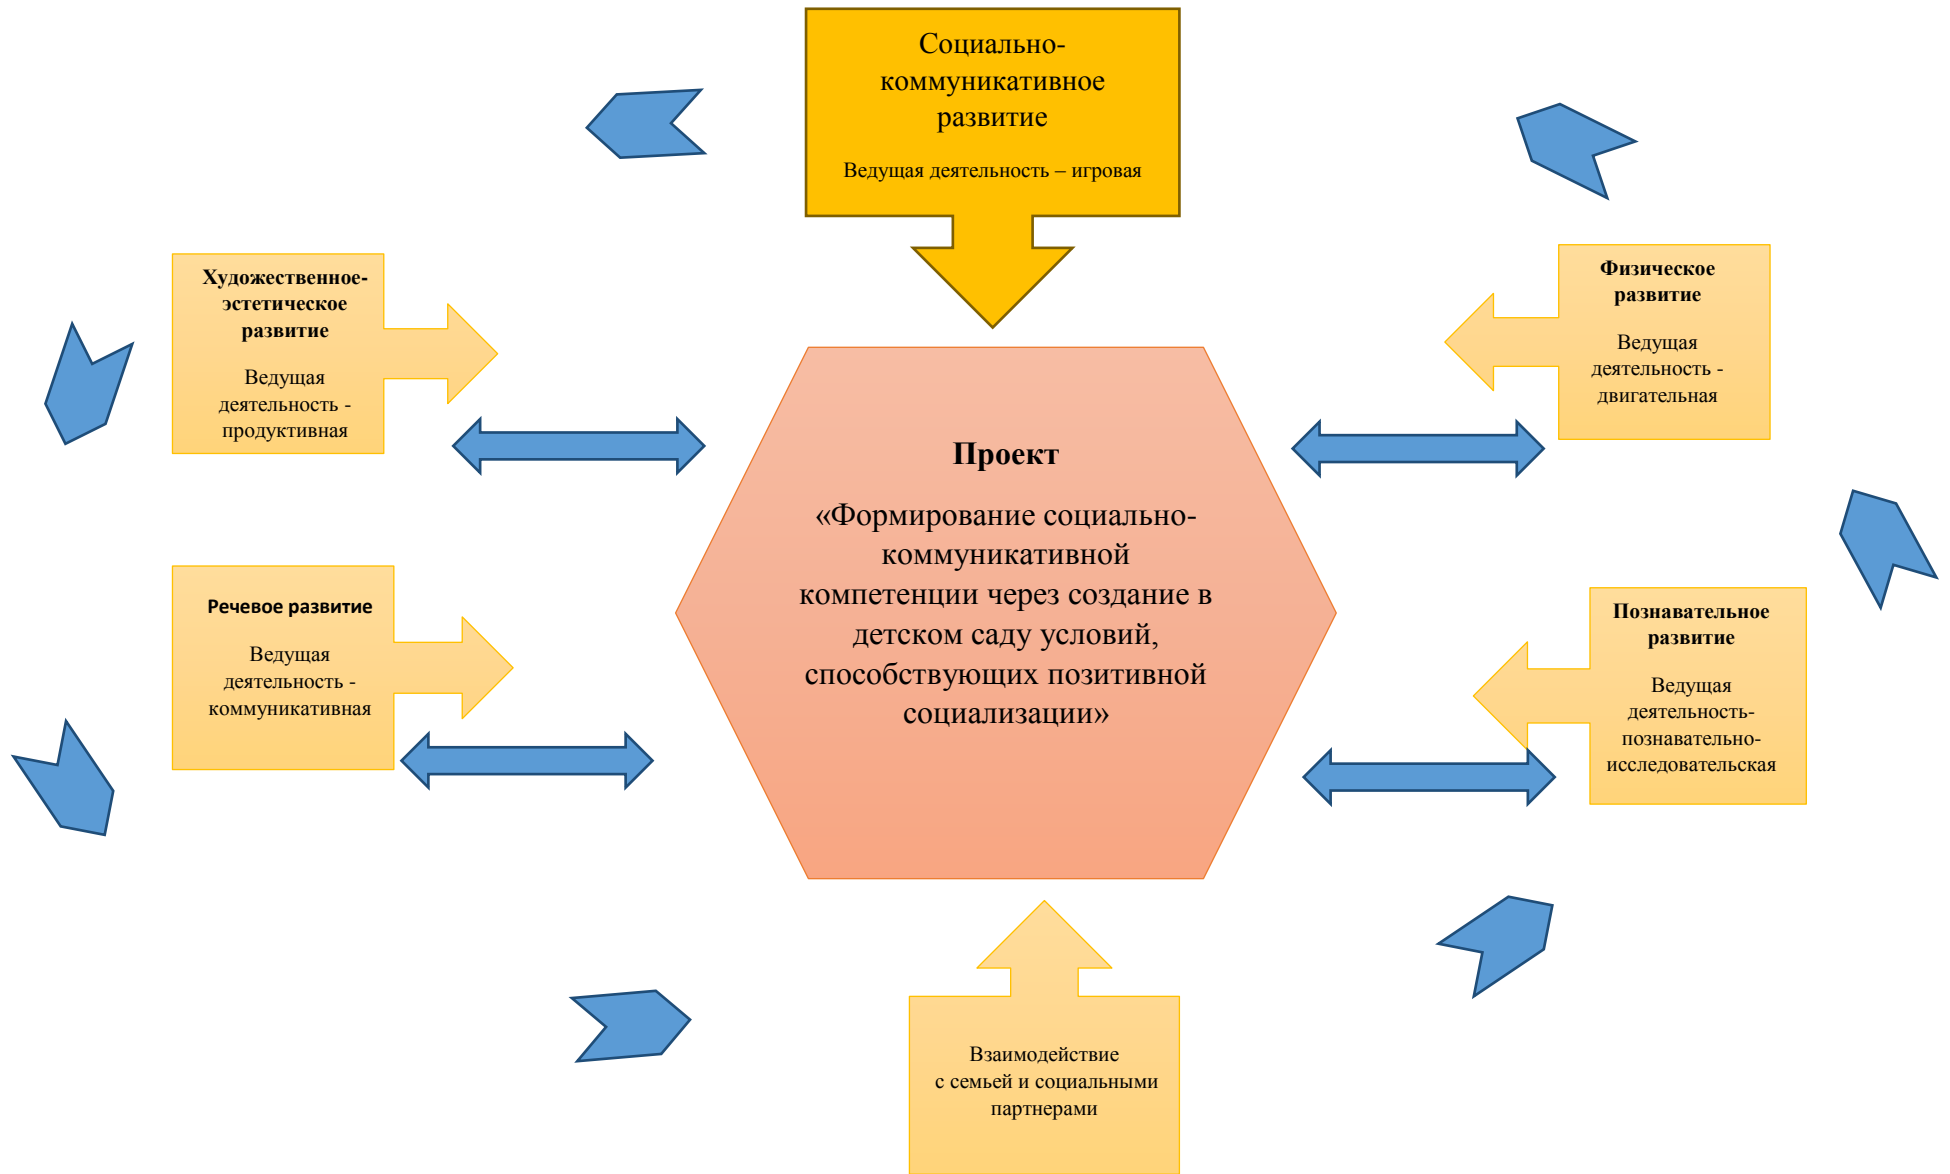 Социально-
коммуникативное
развитие
Ведущая деятельность – игровая
Художественное-
эстетическое
развитие
Ведущая
деятельность -
продуктивная
Физическое
развитие
Ведущая
деятельность -
двигательная
Проект
«Формирование социально-
коммуникативной
компетенции через создание в
детском саду условий,
способствующих позитивной
социализации»
Речевое развитие
Ведущая
деятельность -
коммуникативная
Познавательное
развитие
Ведущая
деятельность-
познавательно-
исследовательская
Взаимодействие
с семьей и социальными
партнерами